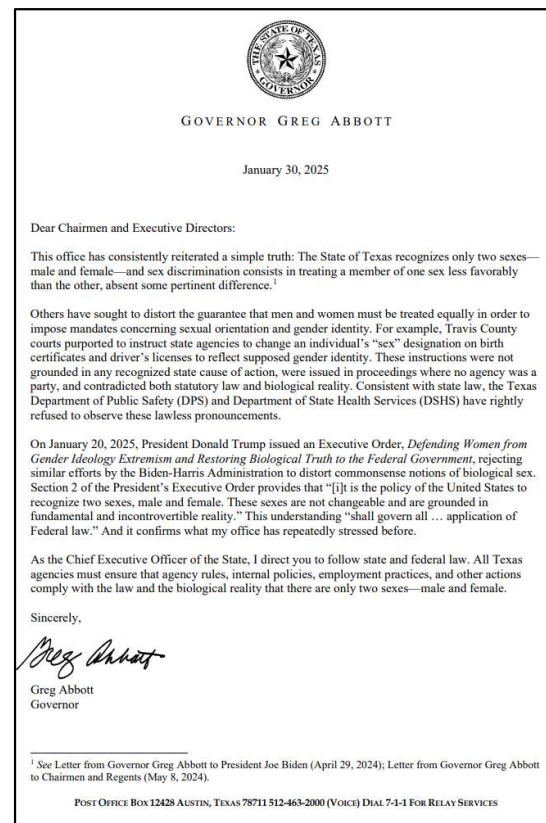 THE STATE OF TEXAS
GOVERNOR
GOVERNOR GREG ABBOTT
January 30, 2025
Dear Chairmen and Executive Directors:
This office has consistently reiterated a simple truth: The State of Texas recognizes only two sexes—
male and female—and sex discrimination consists in treating a member of one sex less favorably
than the other, absent some pertinent difference.1
Others have sought to distort the guarantee that men and women must be treated equally in order to
impose mandates concerning sexual orientation and gender identity. For example, Travis County
courts purported to instruct state agencies to change an individual's “sex” designation on birth
certificates and driver's licenses to reflect supposed gender identity. These instructions were not
grounded in any recognized state cause of action, were issued in proceedings where no agency was a
party, and contradicted both statutory law and biological reality. Consistent with state law, the Texas
Department of Public Safety (DPS) and Department of State Health Services (DSHS) have rightly
refused to observe these lawless pronouncements.
On January 20, 2025, President Donald Trump issued an Executive Order, Defending Women from
Gender Ideology Extremism and Restoring Biological Truth to the Federal Government, rejecting
similar efforts by the Biden-Harris Administration to distort commonsense notions of biological sex.
Section 2 of the President's Executive Order provides that “[i]t is the policy of the United States to
recognize two sexes, male and female. These sexes are not changeable and are grounded in
fundamental and incontrovertible reality.” This understanding “shall govern all … application of
Federal law.” And it confirms what my office has repeatedly stressed before.
As the Chief Executive Officer of the State, I direct you to follow state and federal law. All Texas
agencies must ensure that agency rules, internal policies, employment practices, and other actions
comply with the law and the biological reality that there are only two sexes—male and female.
Sincerely,
Greg Abbott
Greg Abbott
Governor
1 See Letter from Governor Greg Abbott to President Joe Biden (April 29, 2024); Letter from Governor Greg Abbott
to Chairmen and Regents (May 8, 2024).
POST OFFICE BOX 12428 AUSTIN, TEXAS 78711 512-463-2000 (VOICE) DIAL 7-1-1 FOR RELAY SERVICES